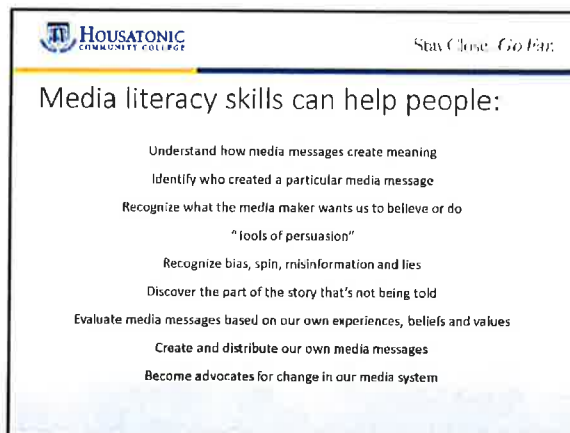 HOUSATONIC
COMMUNITY COLLEGE
Stay Close. Go Far.
Media literacy skills can help people:
Understand how media messages create meaning
Identify who created a particular media message
Recognize what the media maker wants us to believe or do
"Tools of persuasion"
Recognize bias, spin, misinformation and lies
Discover the part of the story that's not being told
Evaluate media messages based on our own experiences, beliefs and values
Create and distribute our own media messages
Become advocates for change in our media system